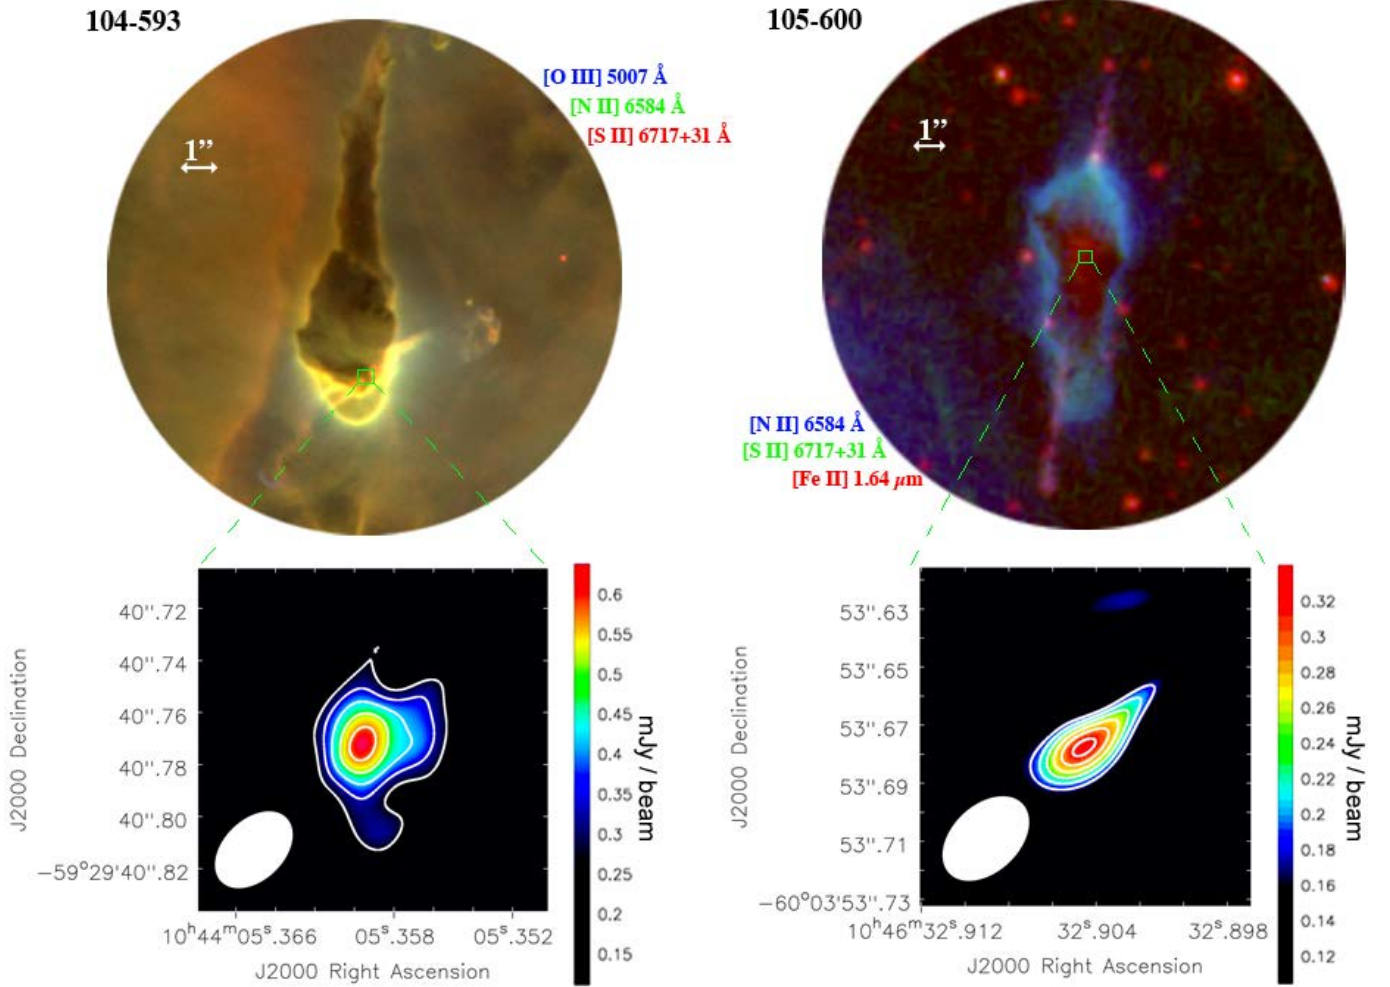 104-593
105-600
[O III] 5007 Å
[N II] 6584 Å
[S II] 6717+31 Å
1”
1”
[N II] 6584 Å
[S II] 6717+31 Å
[Fe II] 1.64 μm
J2000 Declination
40".72
40".74
40".76
40".78
40".80
−59°29'40".82
10ʰ44ᵐ05ˢ.366
05ˢ.358
05ˢ.352
J2000 Right Ascension
0.6
0.55
0.5
0.45
0.4
0.35
0.3
0.25
0.2
0.15
mJy / beam
J2000 Declination
53".63
53".65
53".67
53".69
53".71
−60°03'53".73
10ʰ46ᵐ32ˢ.912
32ˢ.904
32ˢ.898
J2000 Right Ascension
0.32
0.3
0.28
0.26
0.24
0.22
0.2
0.18
0.16
0.14
0.12
mJy / beam